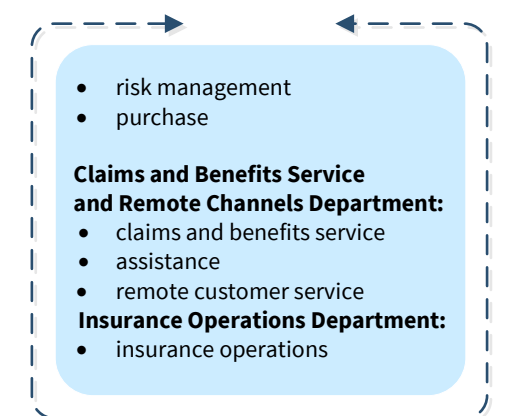 • risk management
• purchase
Claims and Benefits Service
and Remote Channels Department:
• claims and benefits service
• assistance
• remote customer service
Insurance Operations Department:
• insurance operations